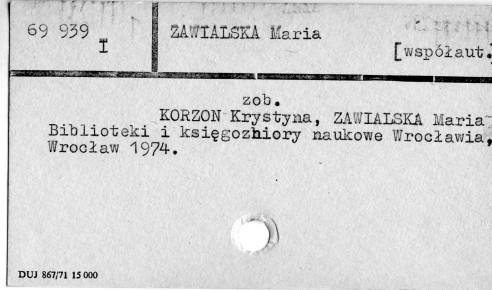 69 939
I
ZAWIALSKA Maria
[współaut.
zob.
KORZON Krystyna, ZAWIALSKA Maria
Biblioteki i księgozbiory naukowe Wrocławia,
Wrocław 1974.
DUJ 867/71 15 000